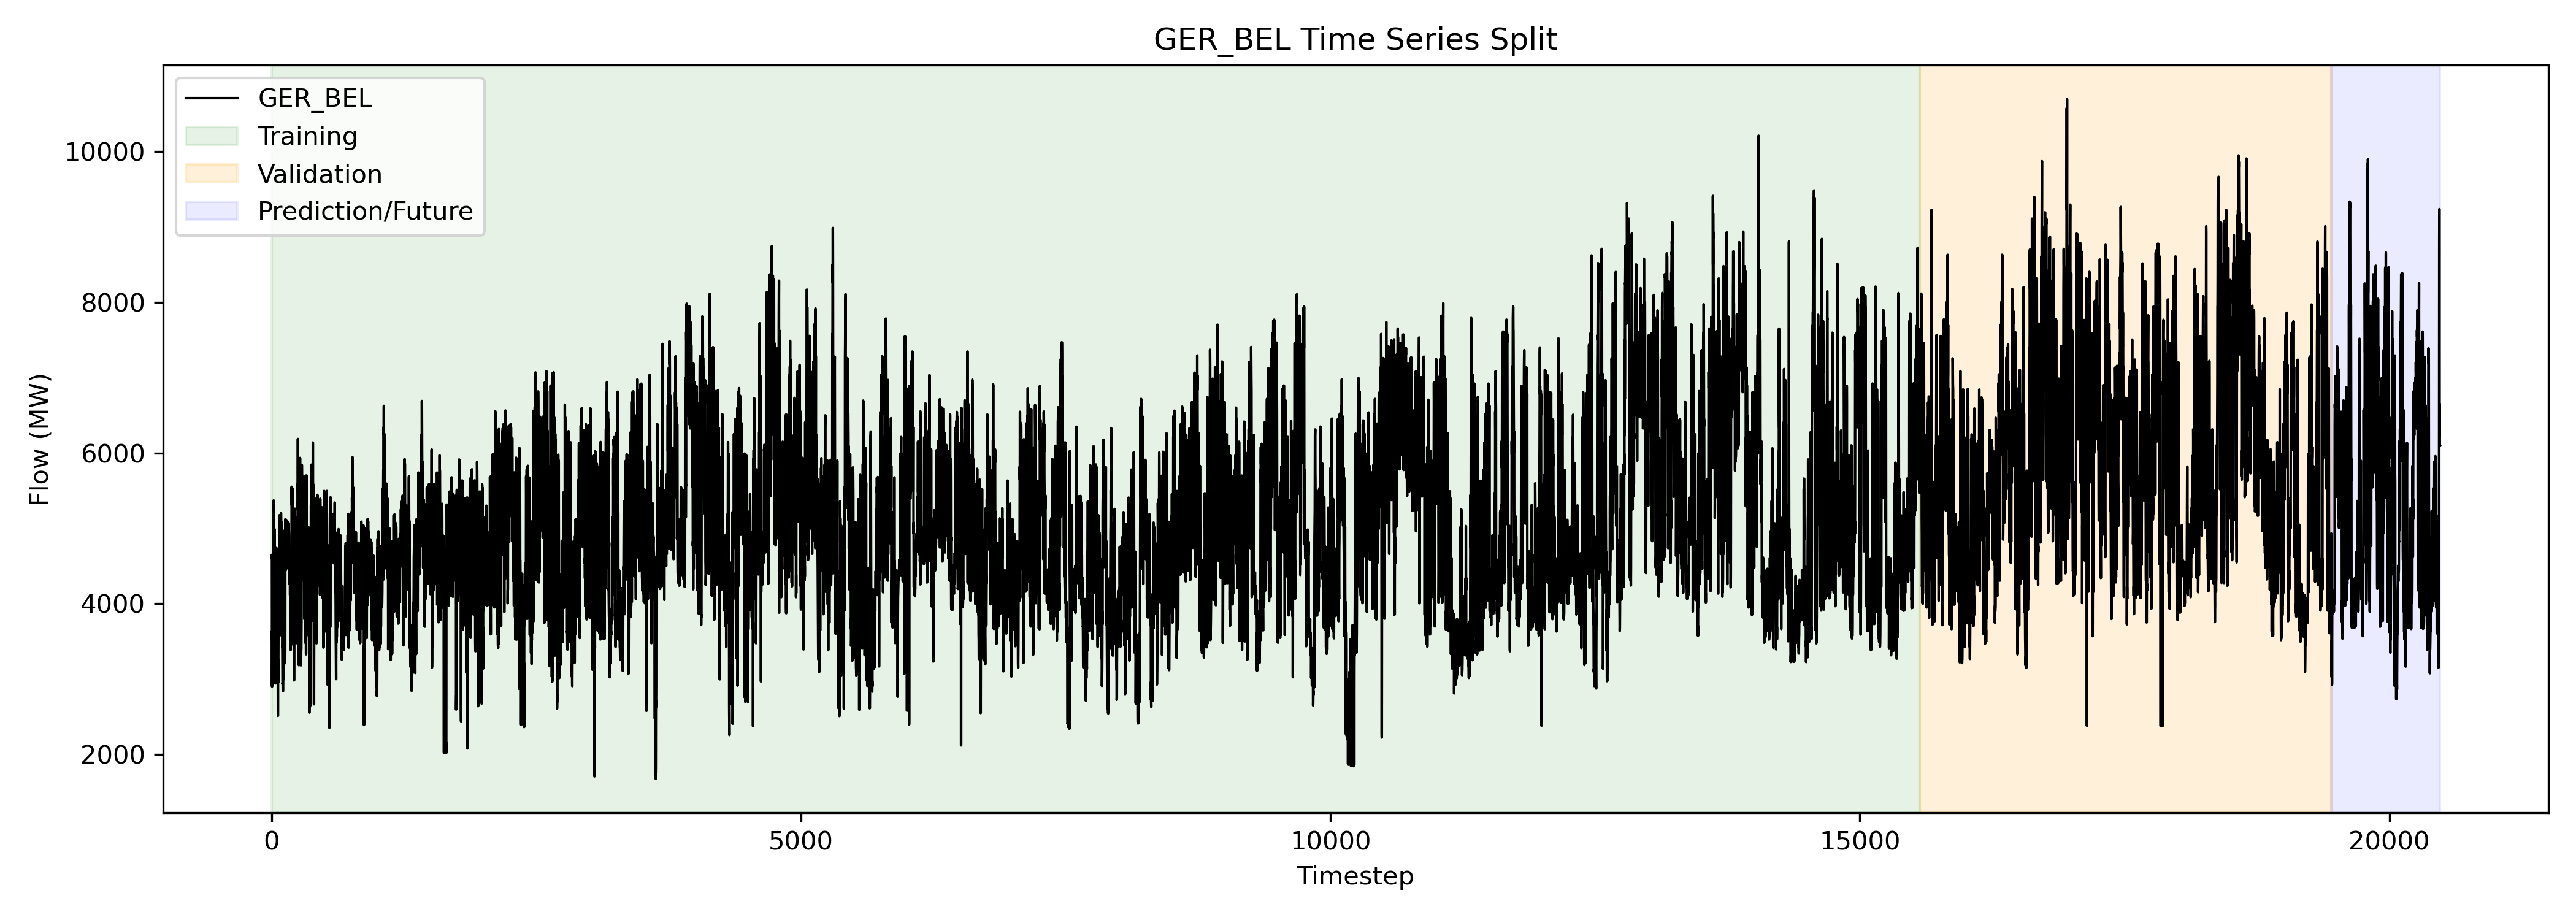 GER_BEL Time Series Split
GER_BEL
Training
Validation
Prediction/Future
10000
8000
6000
4000
2000
Flow (MW)
0 5000 10000 15000 20000
Timestep